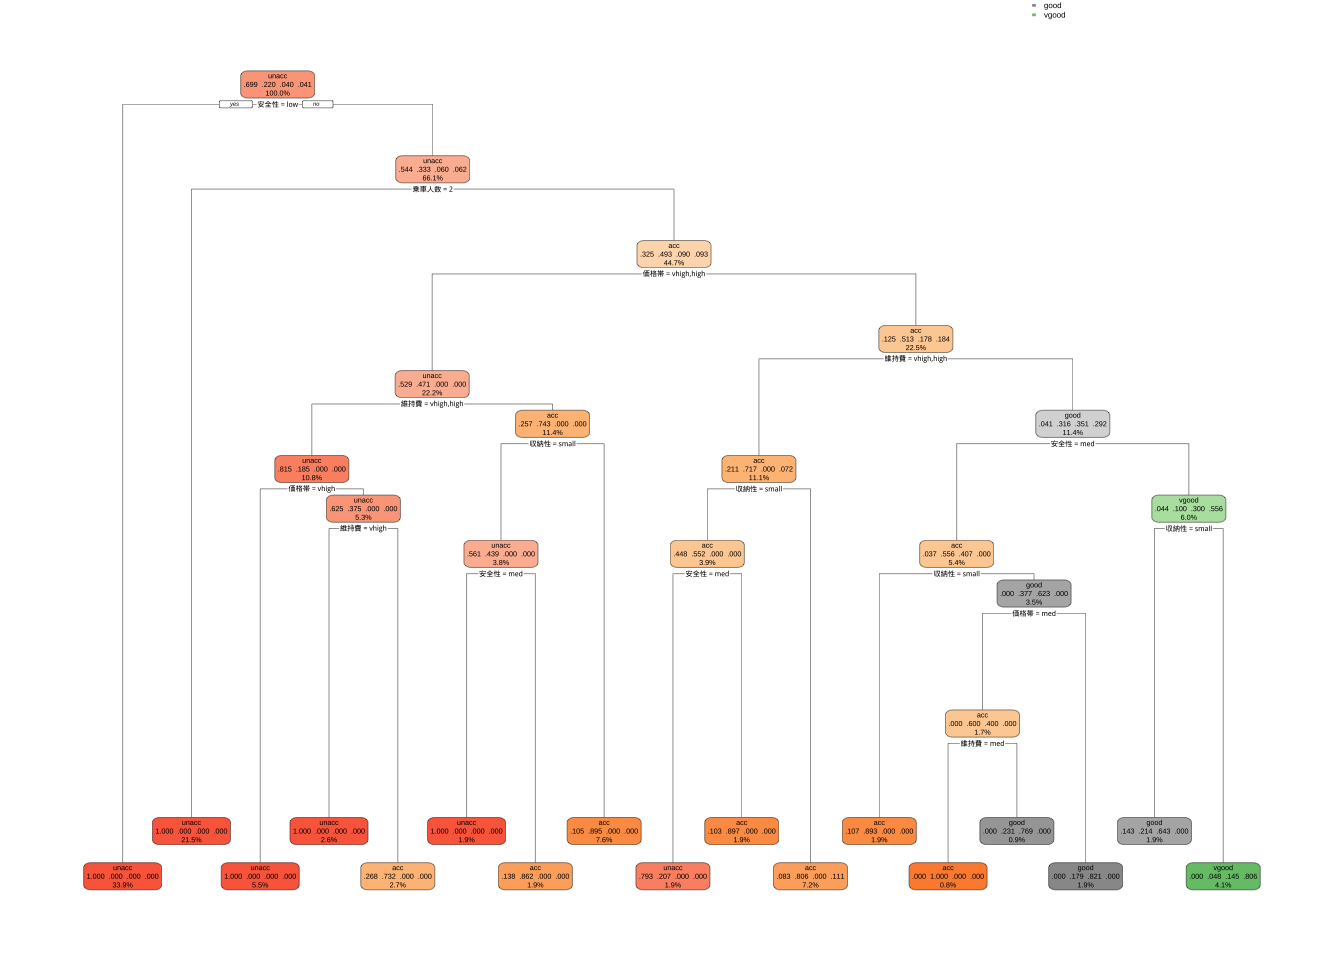 good
vgood
unacc
.699 .220 .040 .041
100.0%
yes 安全性 = low no
unacc
.544 .333 .060 .062
66.1%
乗車人数 = 2
acc
.325 .493 .090 .093
44.7%
価格帯 = vhigh,high
acc
.125 .513 .178 .184
22.5%
維持費 = vhigh,high
unacc
.529 .471 .000 .000
22.2%
維持費 = vhigh,high
acc
.257 .743 .000 .000
11.4%
収納性 = small
good
.041 .316 .351 .292
11.4%
安全性 = med
unacc
.815 .185 .000 .000
10.8%
価格帯 = vhigh
acc
.211 .717 .000 .072
11.1%
収納性 = small
unacc
.625 .375 .000 .000
5.3%
維持費 = vhigh
vgood
.044 .100 .300 .556
6.0%
収納性 = small
unacc
.561 .439 .000 .000
3.8%
安全性 = med
acc
.448 .552 .000 .000
3.9%
安全性 = med
acc
.037 .556 .407 .000
5.4%
収納性 = small
good
.000 .377 .623 .000
3.5%
価格帯 = med
acc
.000 .600 .400 .000
1.7%
維持費 = med
unacc
1.000 .000 .000 .000
21.5%
unacc
1.000 .000 .000 .000
2.6%
unacc
1.000 .000 .000 .000
1.9%
acc
.105 .895 .000 .000
7.6%
acc
.103 .897 .000 .000
1.9%
acc
.107 .893 .000 .000
1.9%
good
.000 .231 .769 .000
0.9%
good
.143 .214 .643 .000
1.9%
unacc
1.000 .000 .000 .000
33.9%
unacc
1.000 .000 .000 .000
5.5%
acc
.268 .732 .000 .000
2.7%
acc
.138 .862 .000 .000
1.9%
unacc
.793 .207 .000 .000
1.9%
acc
.083 .806 .000 .111
7.2%
acc
.000 1.000 .000 .000
0.8%
good
.000 .179 .821 .000
1.9%
vgood
.000 .048 .145 .806
4.1%